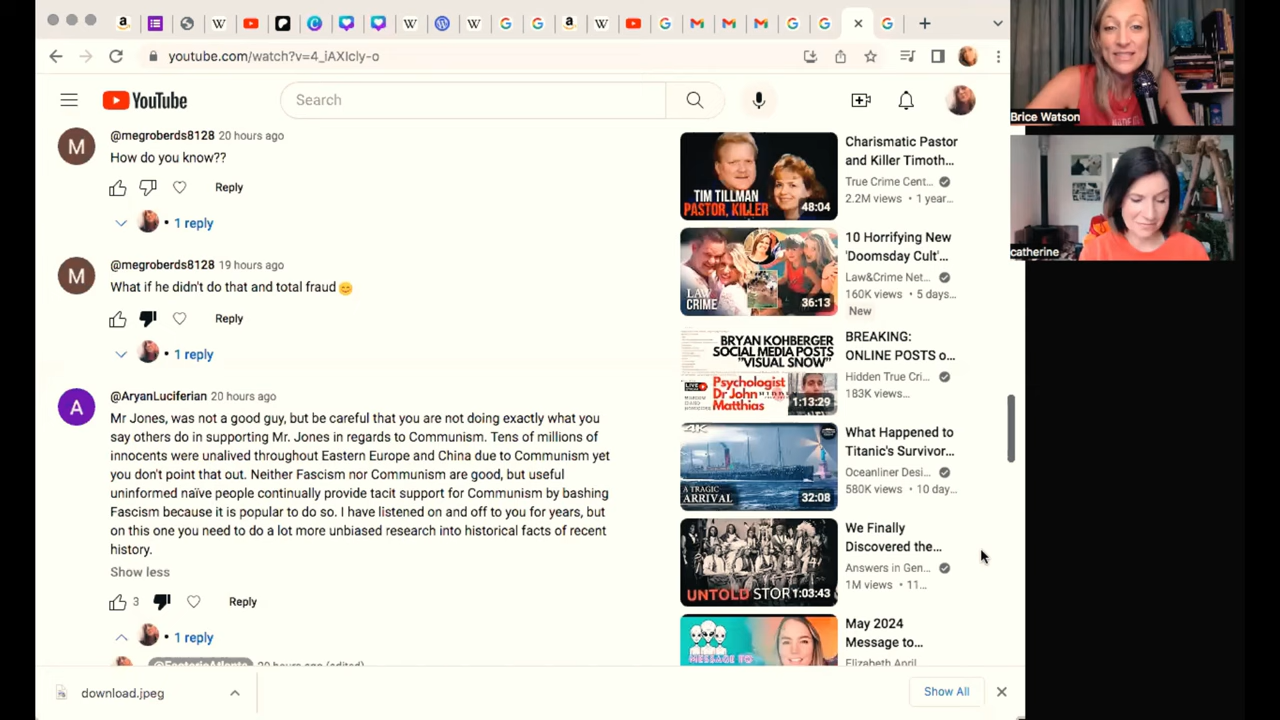 youtube.com/watch?v=4_iAXIcly-o
YouTube
Search
M
@megroberds8128 20 hours ago
How do you know??
Reply
• 1 reply
M
@megroberds8128 19 hours ago
What if he didn't do that and total fraud 😊
Reply
• 1 reply
A
@AryanLuciferian 20 hours ago
Mr Jones, was not a good guy, but be careful that you are not doing exactly what you
say others do in supporting Mr. Jones in regards to Communism. Tens of millions of
innocents were unalived throughout Eastern Europe and China due to Communism yet
you don't point that out. Neither Fascism nor Communism are good, but useful
uninformed naïve people continually provide tacit support for Communism by bashing
Fascism because it is popular to do so. I have listened on and off to you for years, but
on this one you need to do a lot more unbiased research into historical facts of recent
history.
Show less
3 Reply
• 1 reply
@EsotericAtlanta 20 hours ago (edited)
TIM TILLMAN
PASTOR, KILLER
48:04
Charismatic Pastor
and Killer Timoth...
True Crime Cent...
2.2M views • 1 year...
LAW
CRIME
36:13
10 Horrifying New
'Doomsday Cult'...
Law&Crime Net...
160K views • 5 days...
New
BRYAN KOHBERGER
SOCIAL MEDIA POSTS
"VISUAL SNOW"
LIVE
Psychologist
Dr John
Matthias
1:13:29
BREAKING:
ONLINE POSTS o...
Hidden True Cri...
183K views
4K
A TRAGIC
ARRIVAL
32:08
What Happened to
Titanic's Survivor...
Oceanliner Desi...
580K views • 10 day...
UNTOLD STOR
1:03:43
We Finally
Discovered the...
Answers in Gen...
1M views • 11...
MESSAGE TO
May 2024
Message to...
Elizabeth April
download.jpeg
Show All
Brice Watson
catherine